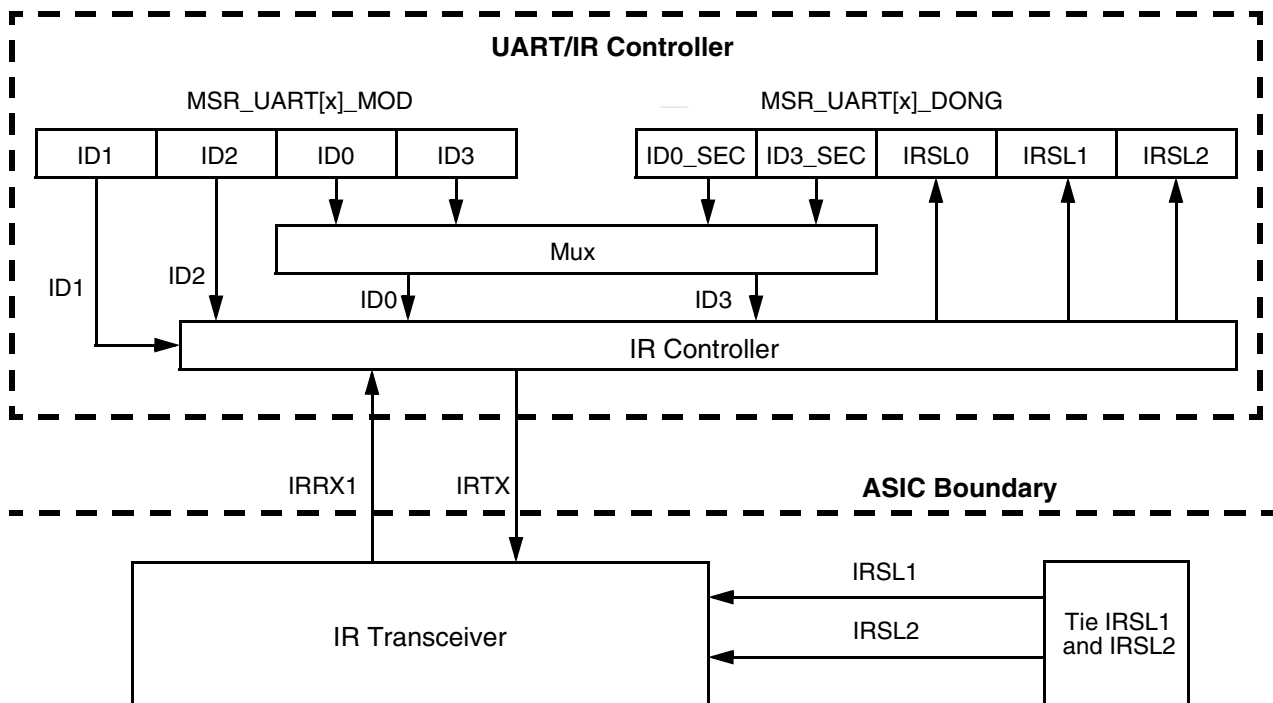 UART/IR Controller
MSR_UART[x]_MOD
MSR_UART[x]_DONG
ID1
ID2
ID0
ID3
ID0_SEC
ID3_SEC
IRSL0
IRSL1
IRSL2
Mux
ID1
ID2
ID0
ID3
IR Controller
IRRX1
IRTX
ASIC Boundary
IR Transceiver
IRSL1
IRSL2
Tie IRSL1
and IRSL2